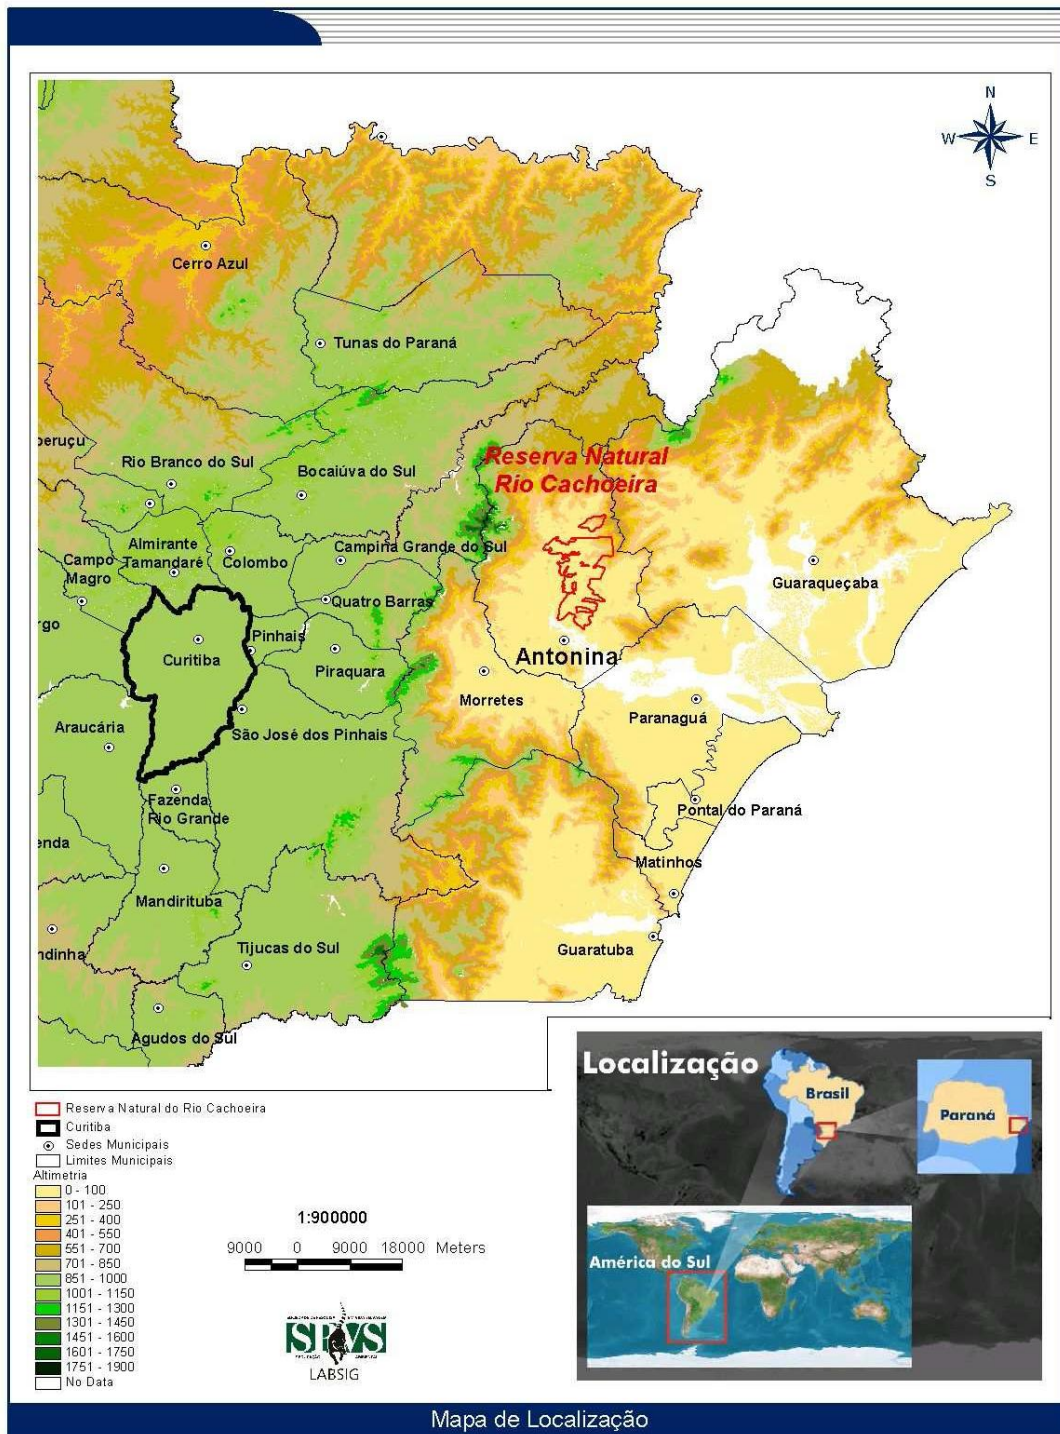 N
W E
S
Cerro Azul
Tunas do Paraná
peruçu
Rio Branco do Sul
Bocaiúva do Sul
Reserva Natural
Rio Cachoeira
Almirante
Tamandaré
Colombo
Campina Grande do Sul
Campo
Magro
Quatro Barras
Guaraqueçaba
rgo
Curitiba
Pinhais
Piraquara
Antonina
Morretes
Paranaguá
Araucária
São José dos Pinhais
Fazenda
Rio Grande
Pontal do Paraná
enda
Matinhos
Mandirituba
ndinha
Tijucas do Sul
Guaratuba
Agudos do Sul
Reserva Natural do Rio Cachoeira
Curitiba
Sedes Municipais
Limites Municipais
Altimetria
0 - 100
101 - 250
251 - 400
401 - 550
551 - 700
701 - 850
851 - 1000
1001 - 1150
1151 - 1300
1301 - 1450
1451 - 1600
1601 - 1750
1751 - 1900
No Data
1:900000
9000 0 9000 18000 Meters
SPVS
LABSIG
Localização
Brasil
Paraná
América do Sul
Mapa de Localização